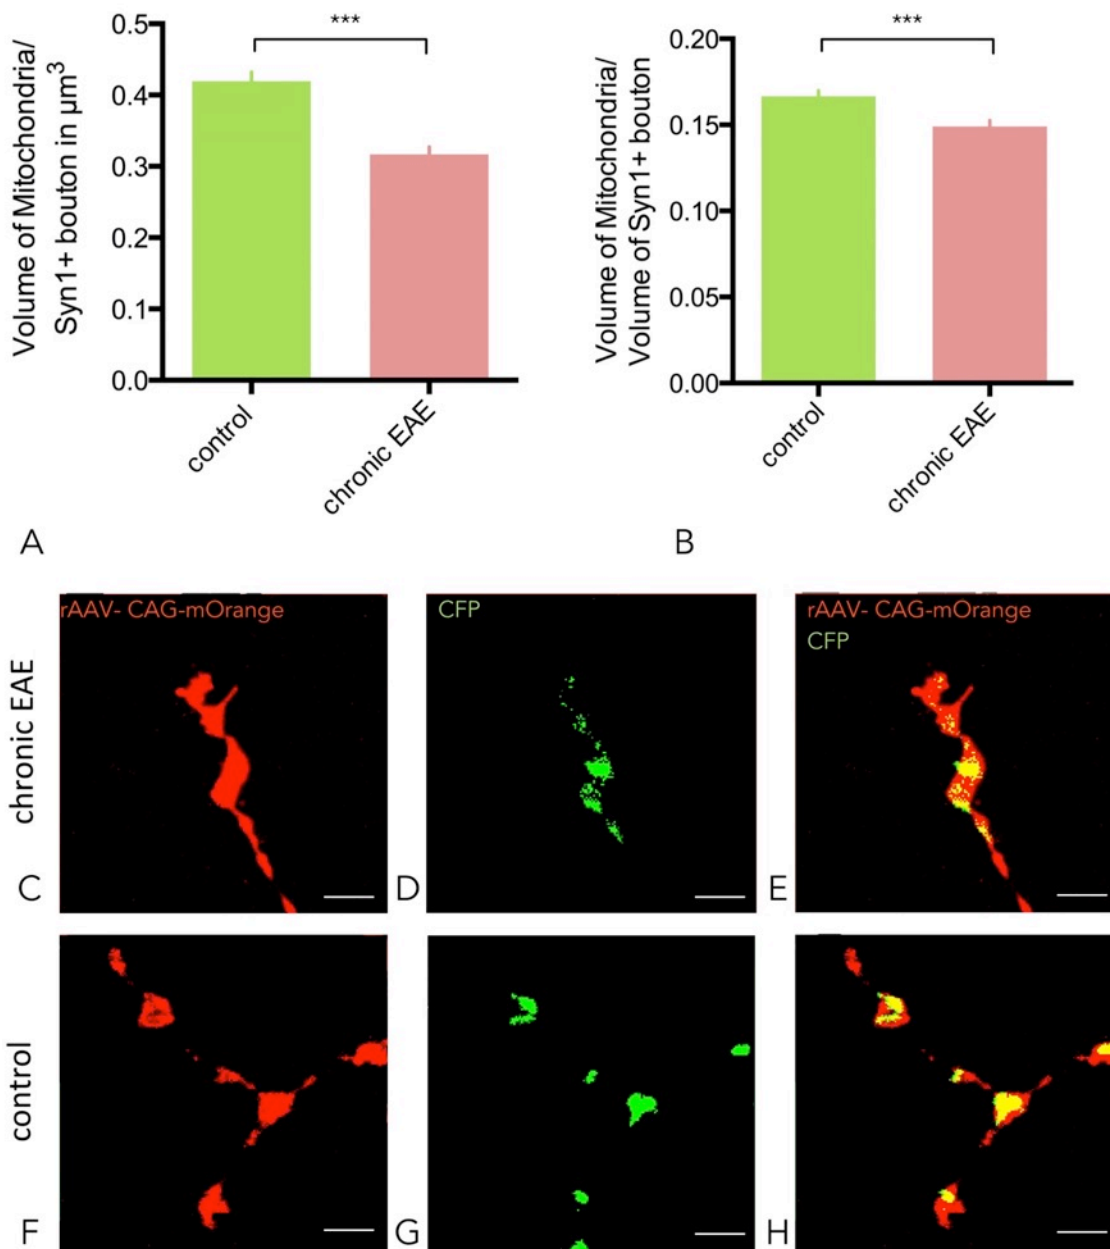 Volume of Mitochondria/
Syn1+ bouton in µm³
0.5
0.4
0.3
0.2
0.1
0.0
***
control
chronic EAE
A
Volume of Mitochondria/
Volume of Syn1+ bouton
0.20
0.15
0.10
0.05
0.00
***
control
chronic EAE
B
chronic EAE
rAAV- CAG-mOrange
C
CFP
D
rAAV- CAG-mOrange
CFP
E
control
F
G
H